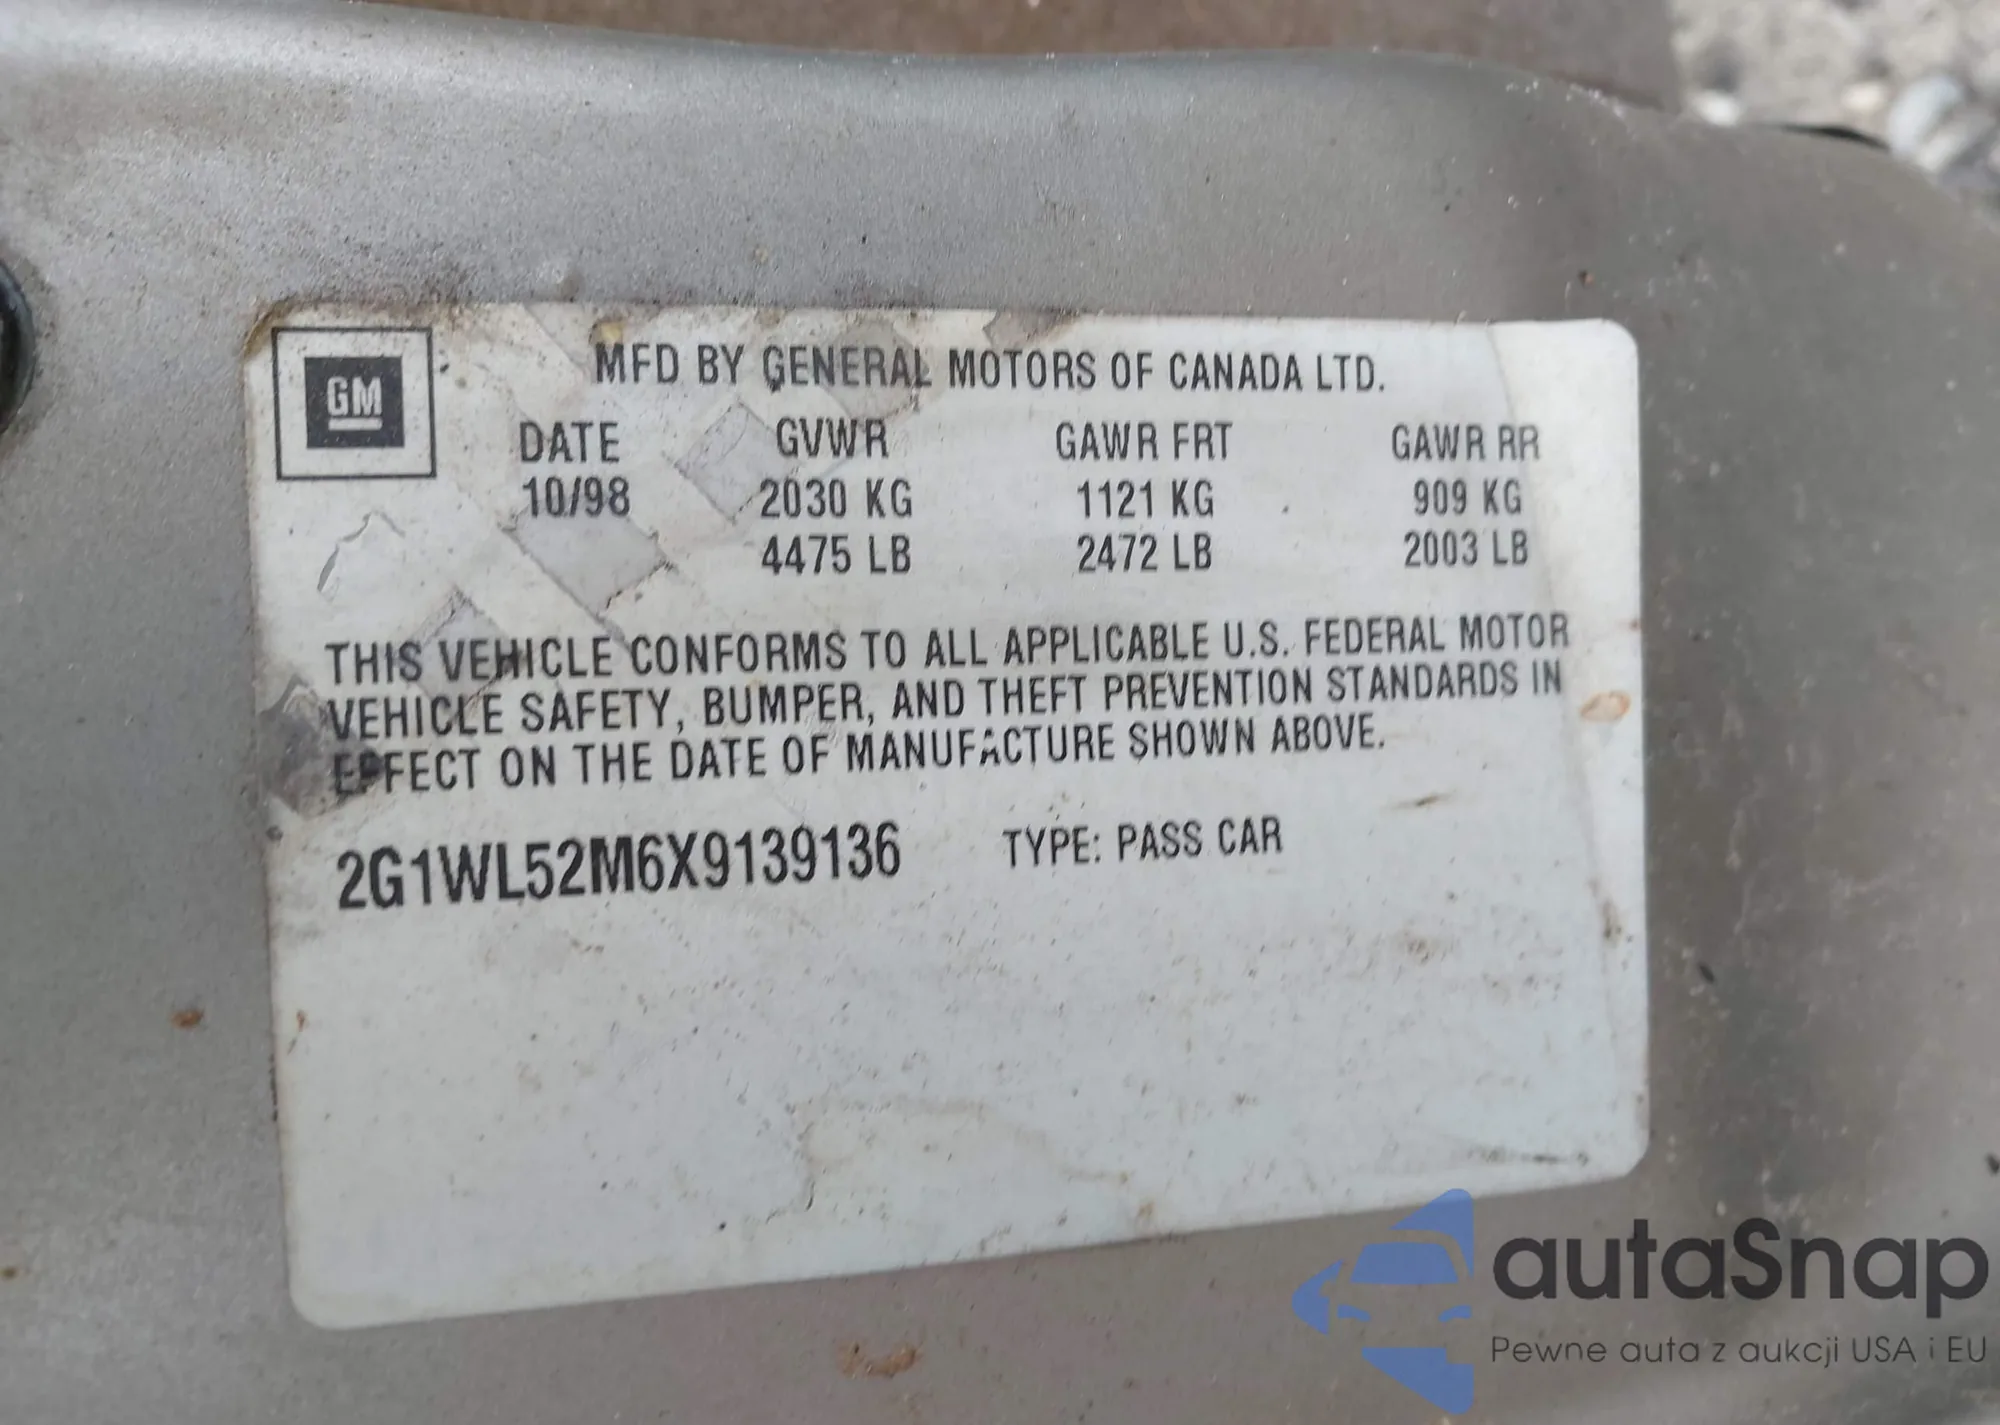 GM
MFD BY GENERAL MOTORS OF CANADA LTD.
DATE GVWR GAWR FRT GAWR RR
10/98 2030 KG 1121 KG 909 KG
4475 LB 2472 LB 2003 LB
THIS VEHICLE CONFORMS TO ALL APPLICABLE U.S. FEDERAL MOTOR
VEHICLE SAFETY, BUMPER, AND THEFT PREVENTION STANDARDS IN
EFFECT ON THE DATE OF MANUFACTURE SHOWN ABOVE.
2G1WL52M6X9139136 TYPE: PASS CAR
autaSnap
Pewne auta z aukcji USA i EU